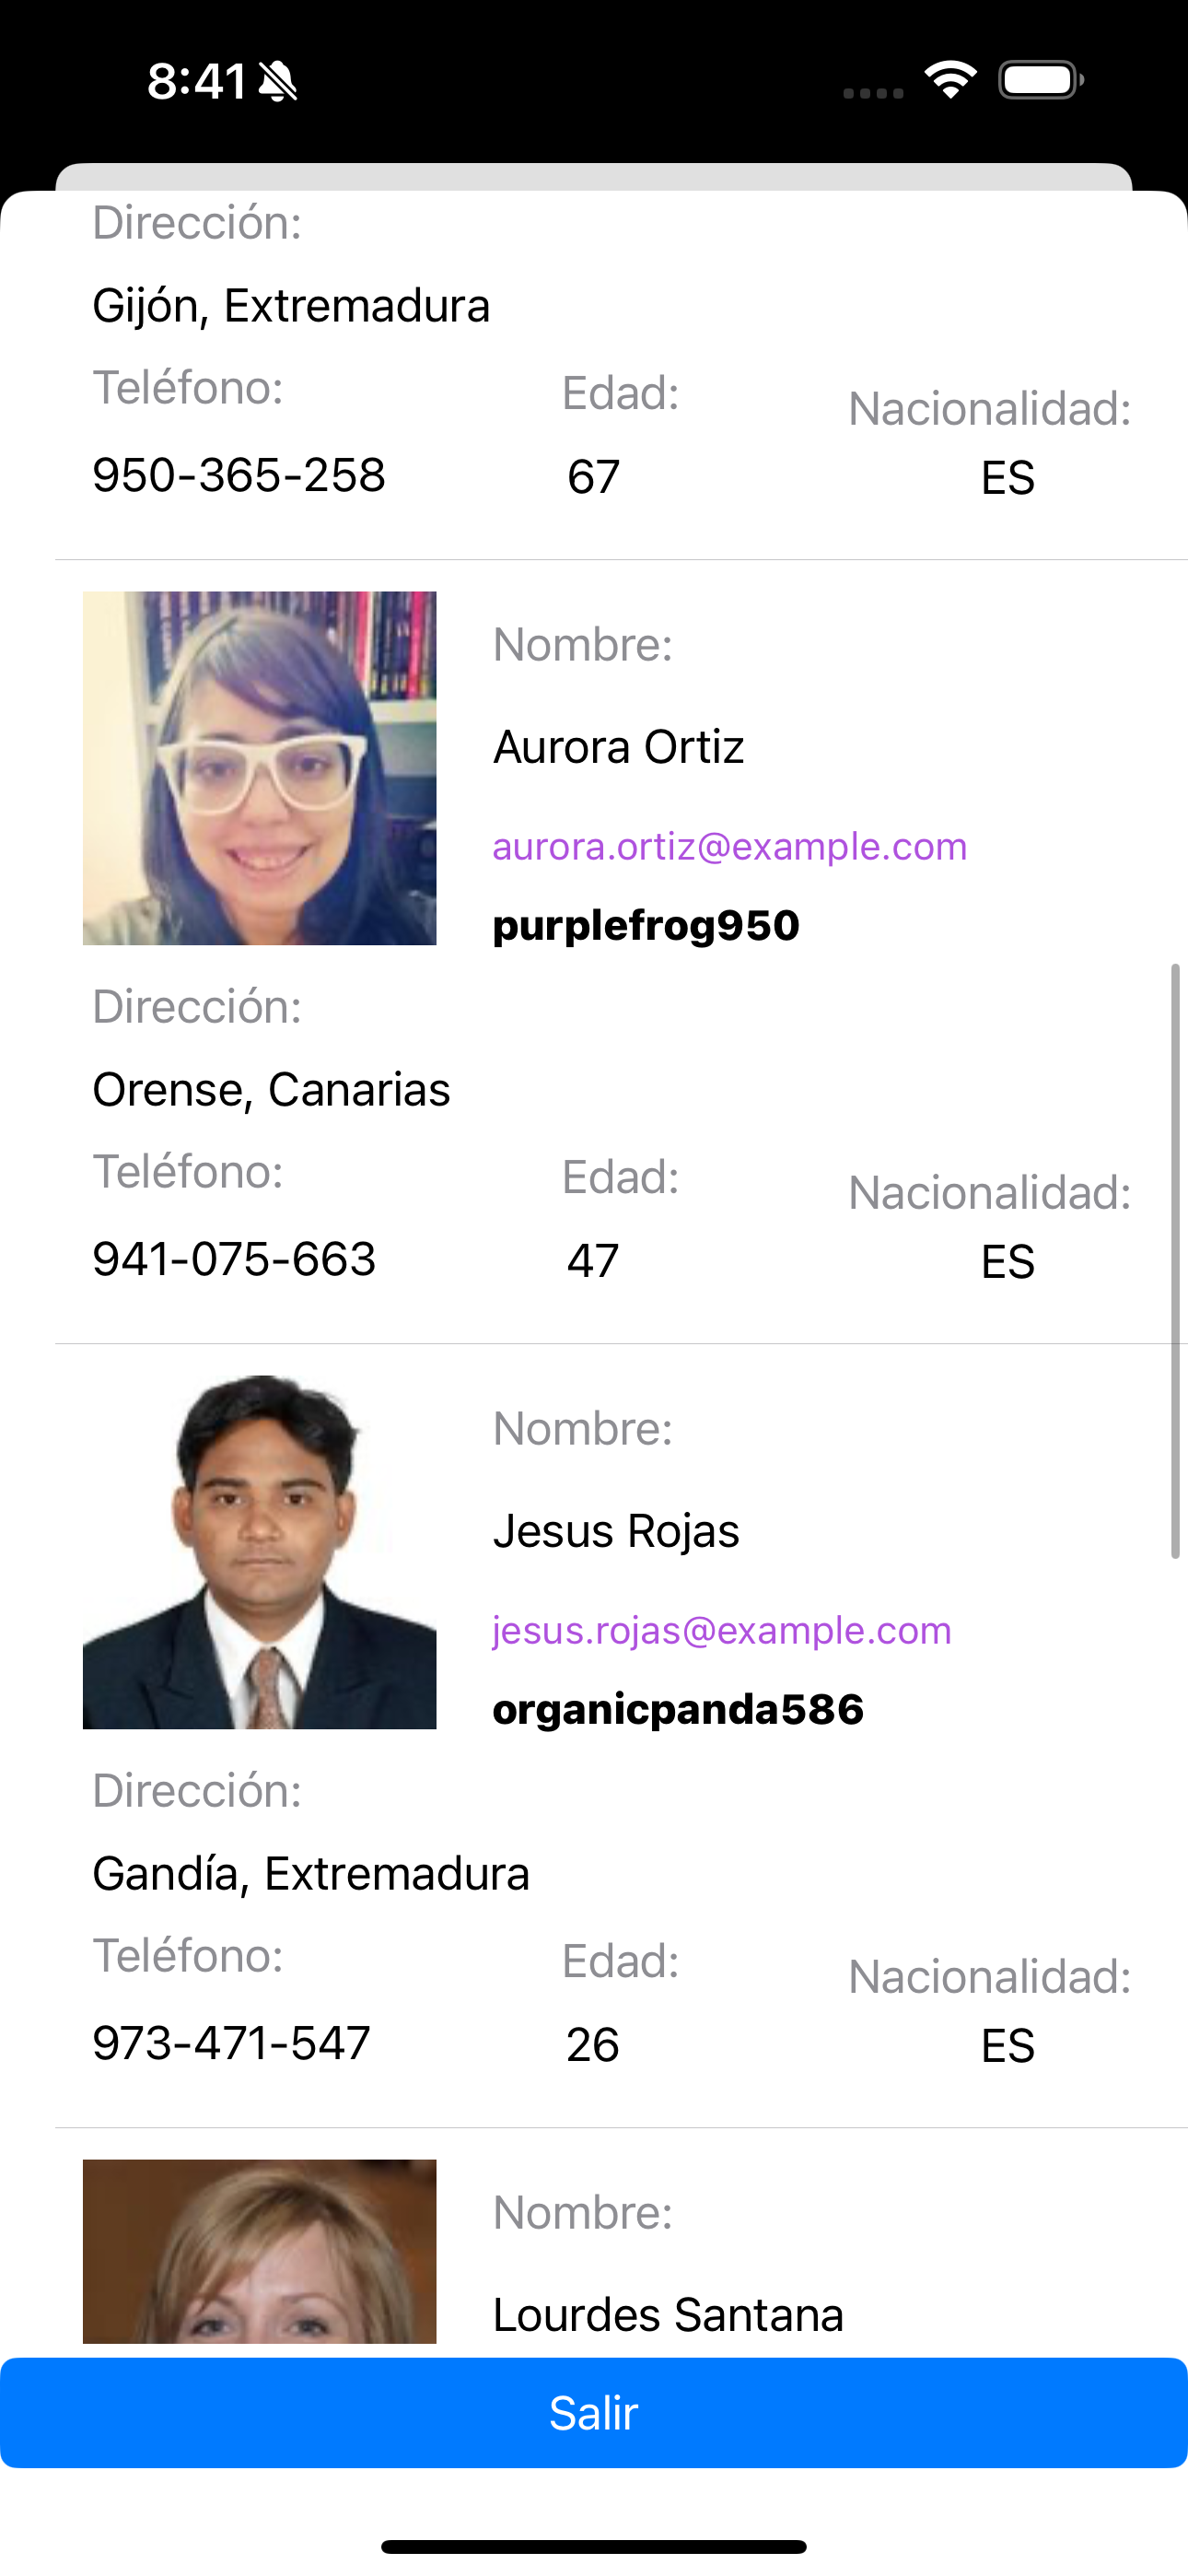 8:41
Dirección:
Gijón, Extremadura
Teléfono: Edad: Nacionalidad:
950-365-258 67 ES
Nombre:
Aurora Ortiz
aurora.ortiz@example.com
purplefrog950
Dirección:
Orense, Canarias
Teléfono: Edad: Nacionalidad:
941-075-663 47 ES
Nombre:
Jesus Rojas
jesus.rojas@example.com
organicpanda586
Dirección:
Gandía, Extremadura
Teléfono: Edad: Nacionalidad:
973-471-547 26 ES
Nombre:
Lourdes Santana
Salir